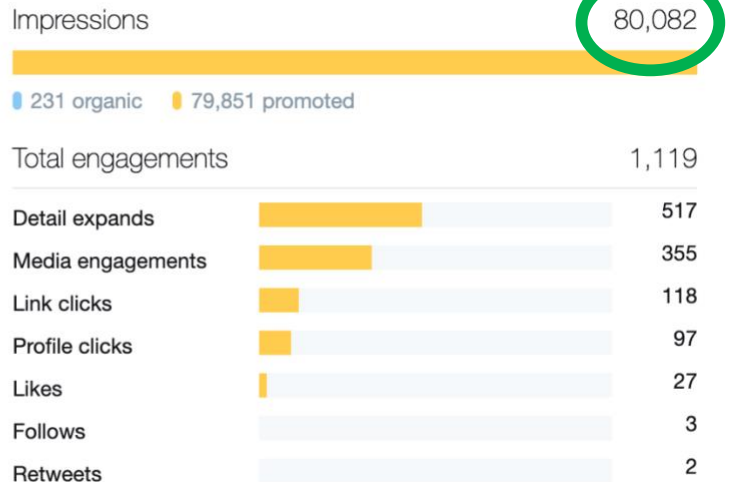 Impressions 80,082
231 organic 79,851 promoted
Total engagements 1,119
Detail expands 517
Media engagements 355
Link clicks 118
Profile clicks 97
Likes 27
Follows 3
Retweets 2